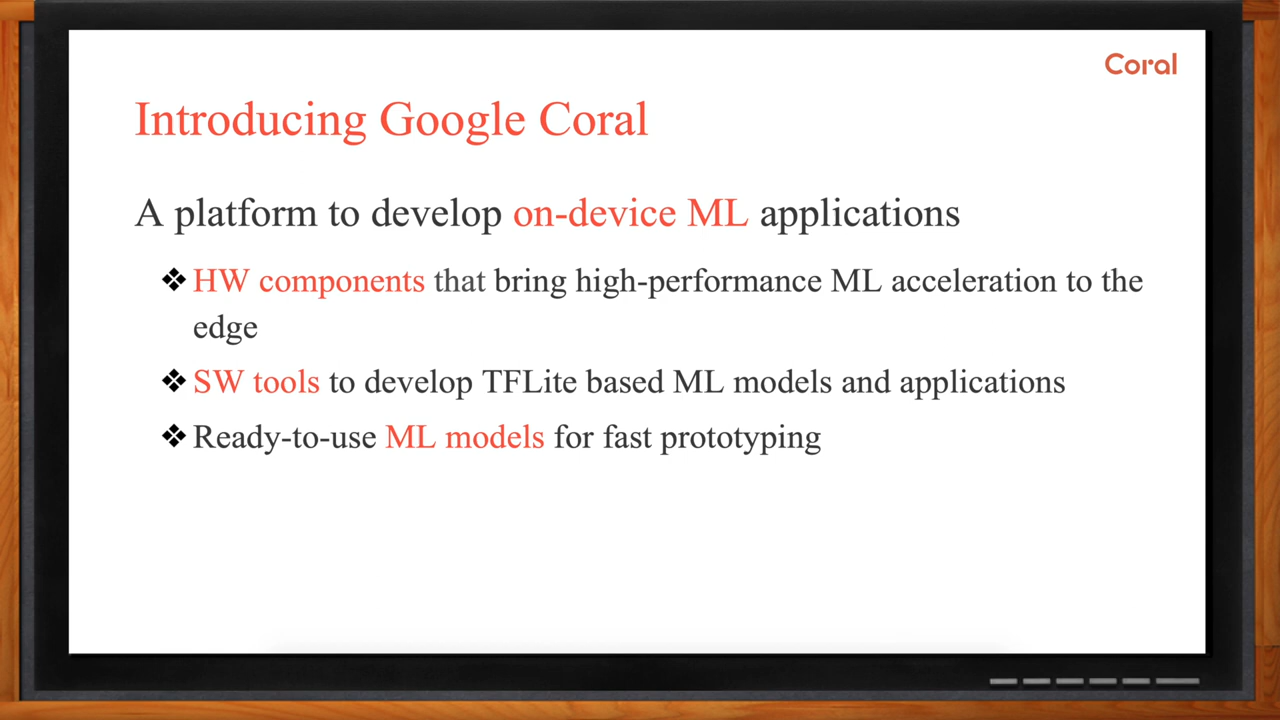 Coral
Introducing Google Coral
A platform to develop on-device ML applications
❖ HW components that bring high-performance ML acceleration to the
edge
❖ SW tools to develop TFLite based ML models and applications
❖ Ready-to-use ML models for fast prototyping